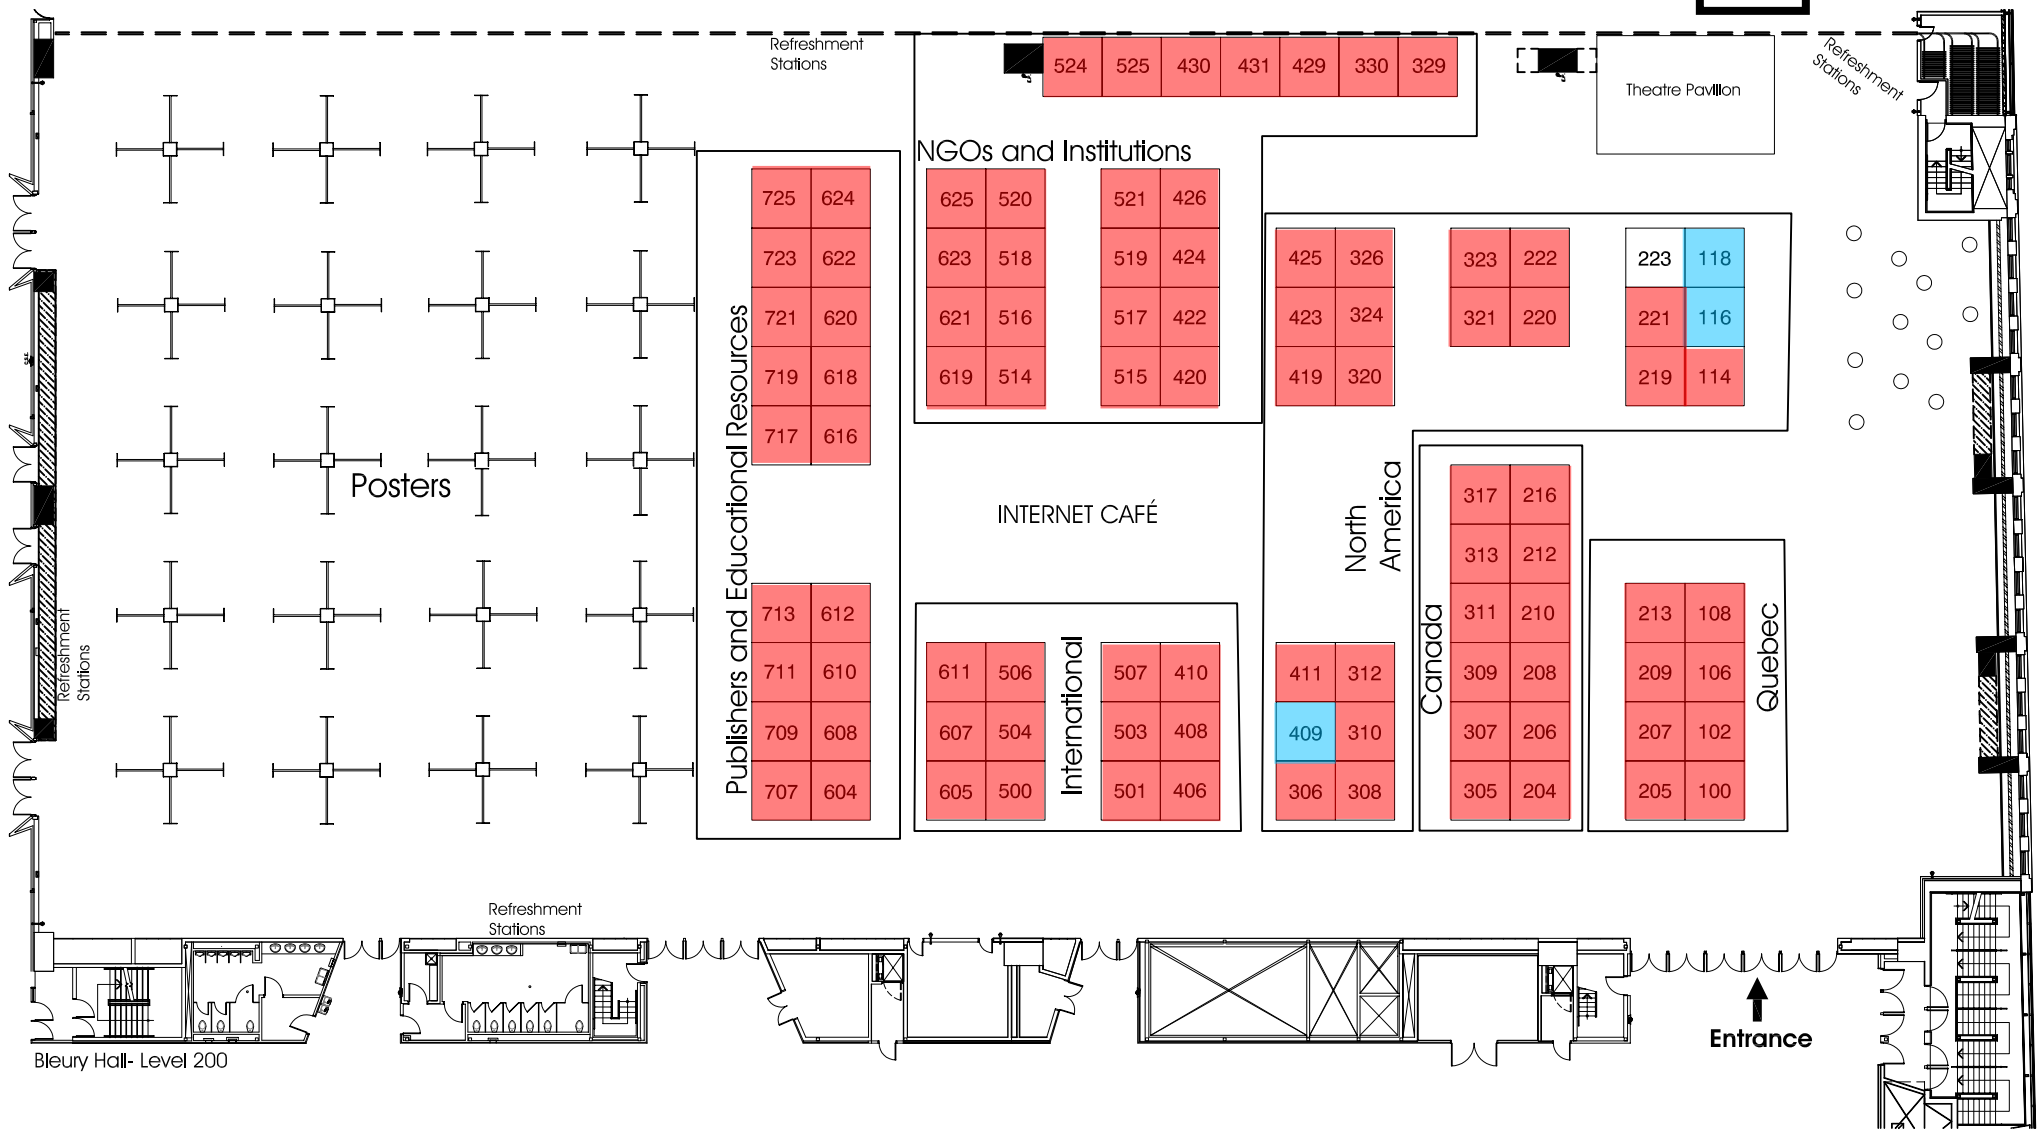 Refreshment
Stations
524 525 430 431 429 330 329
Theatre Pavilion
Refreshment
Stations
NGOs and Institutions
725 624
723 622
721 620
719 618
717 616
625 520
623 518
621 516
619 514
521 426
519 424
517 422
515 420
425 326
423 324
419 320
323 222
321 220
223 118
221 116
219 114
Posters
Publishers and Educational Resources
INTERNET CAFÉ
North
America
317 216
313 212
311 210
309 208
307 206
305 204
Canada
213 108
209 106
207 102
205 100
Quebec
713 612
711 610
709 608
707 604
611 506
607 504
605 500
International
507 410
503 408
501 406
411 312
409 310
306 308
Refreshment
Stations
Refreshment
Stations
Entrance
Bleury Hall- Level 200